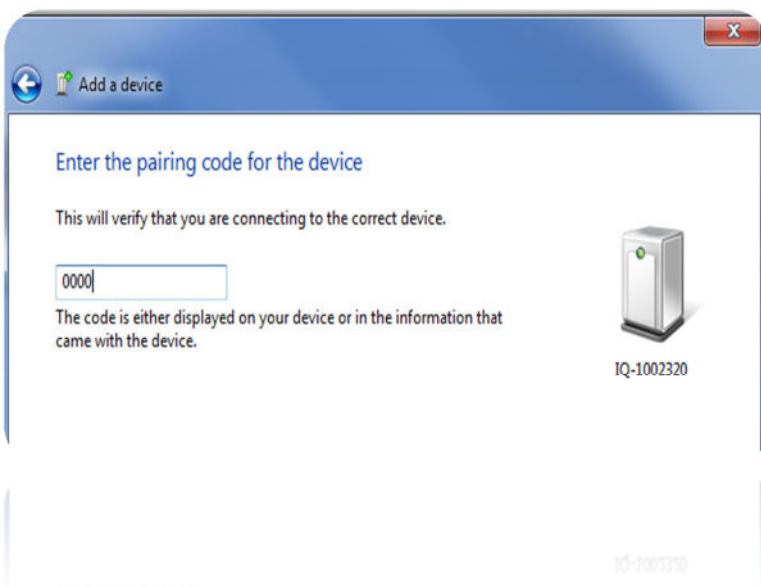 X
Add a device
Enter the pairing code for the device
This will verify that you are connecting to the correct device.
0000
The code is either displayed on your device or in the information that
came with the device.
IQ-1002320